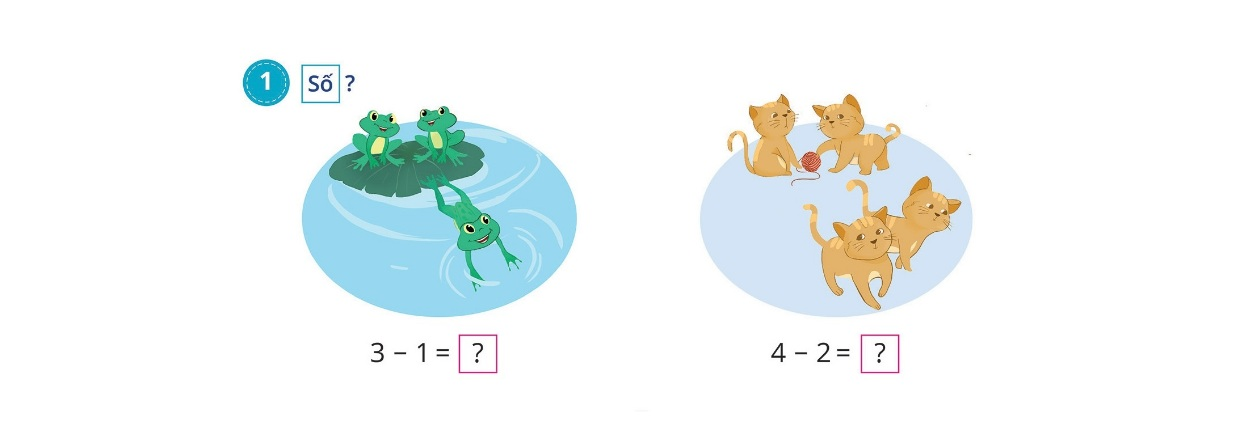 1 Số ?
3 – 1 = ?
4 – 2 = ?